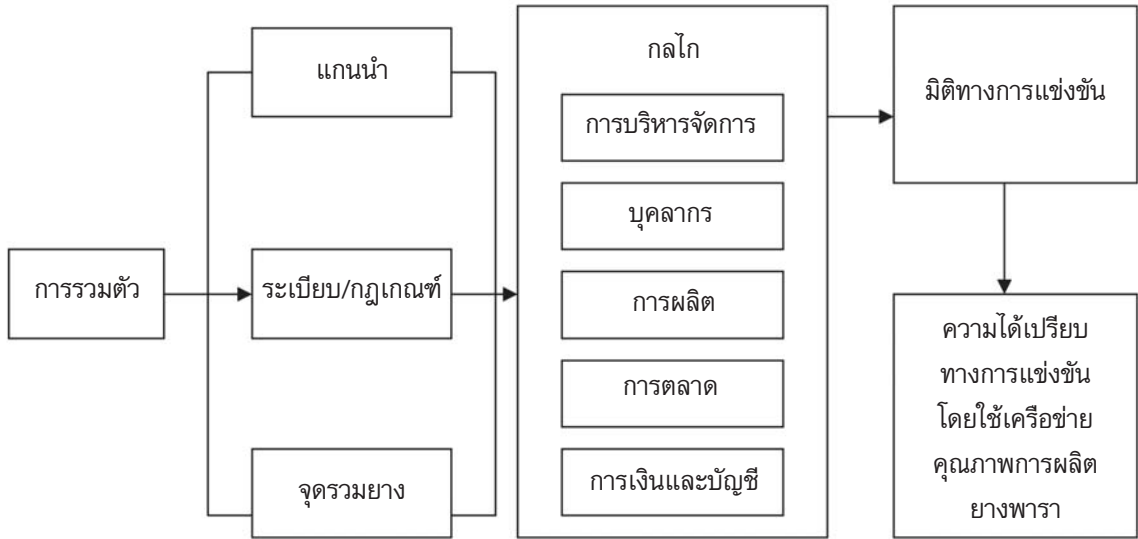 การรวมตัว
แกนนำ
ระเบียบ/กฎเกณฑ์
จุดรวมยาง
กลไก
การบริหารจัดการ
บุคลากร
การผลิต
การตลาด
การเงินและบัญชี
มิติทางการแข่งขัน
ความได้เปรียบ
ทางการแข่งขัน
โดยใช้เครือข่าย
คุณภาพการผลิต
ยางพารา